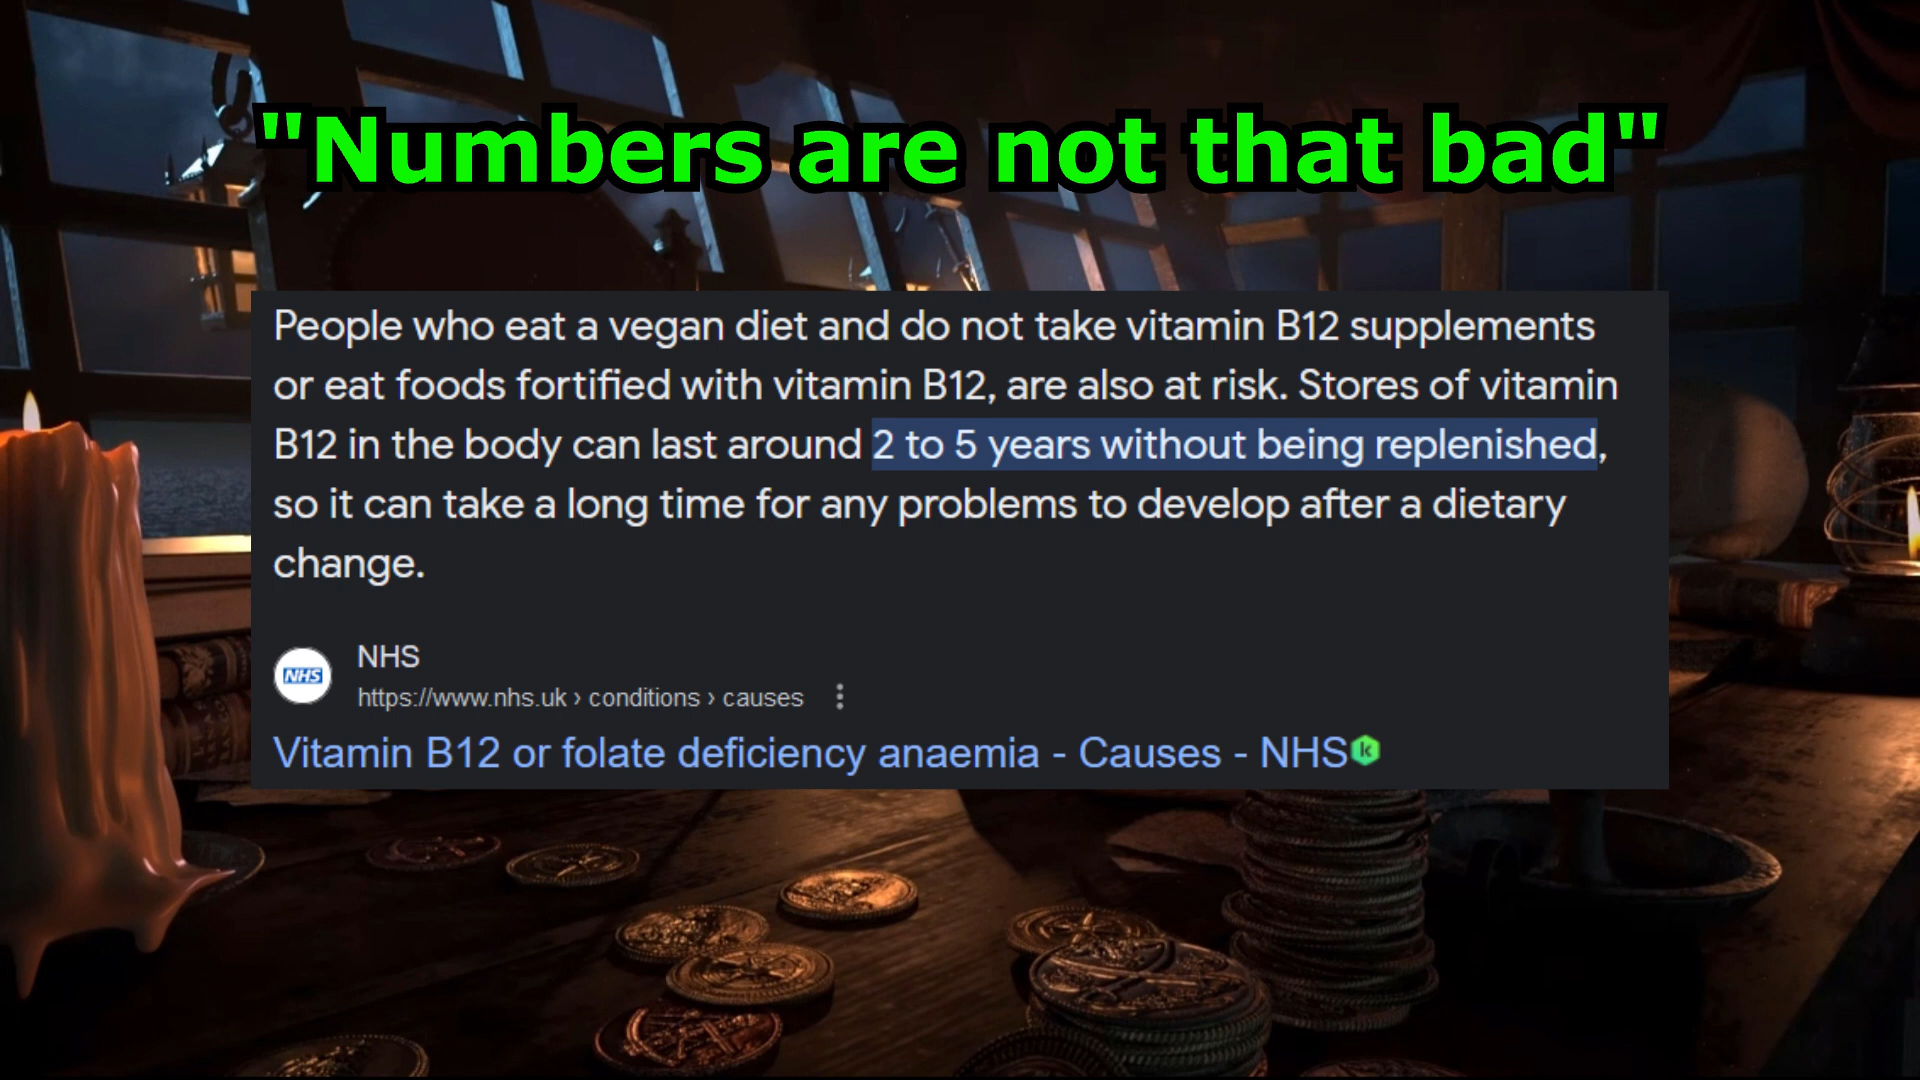 "Numbers are not that bad"
People who eat a vegan diet and do not take vitamin B12 supplements
or eat foods fortified with vitamin B12, are also at risk. Stores of vitamin
B12 in the body can last around 2 to 5 years without being replenished,
so it can take a long time for any problems to develop after a dietary
change.
NHS
NHS
https://www.nhs.uk › conditions › causes
Vitamin B12 or folate deficiency anaemia - Causes - NHS
k